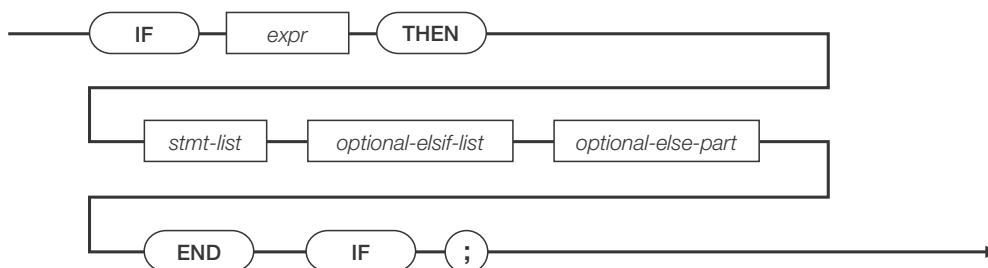 IF expr THEN
stmt-list optional-elsif-list optional-else-part
END IF ;